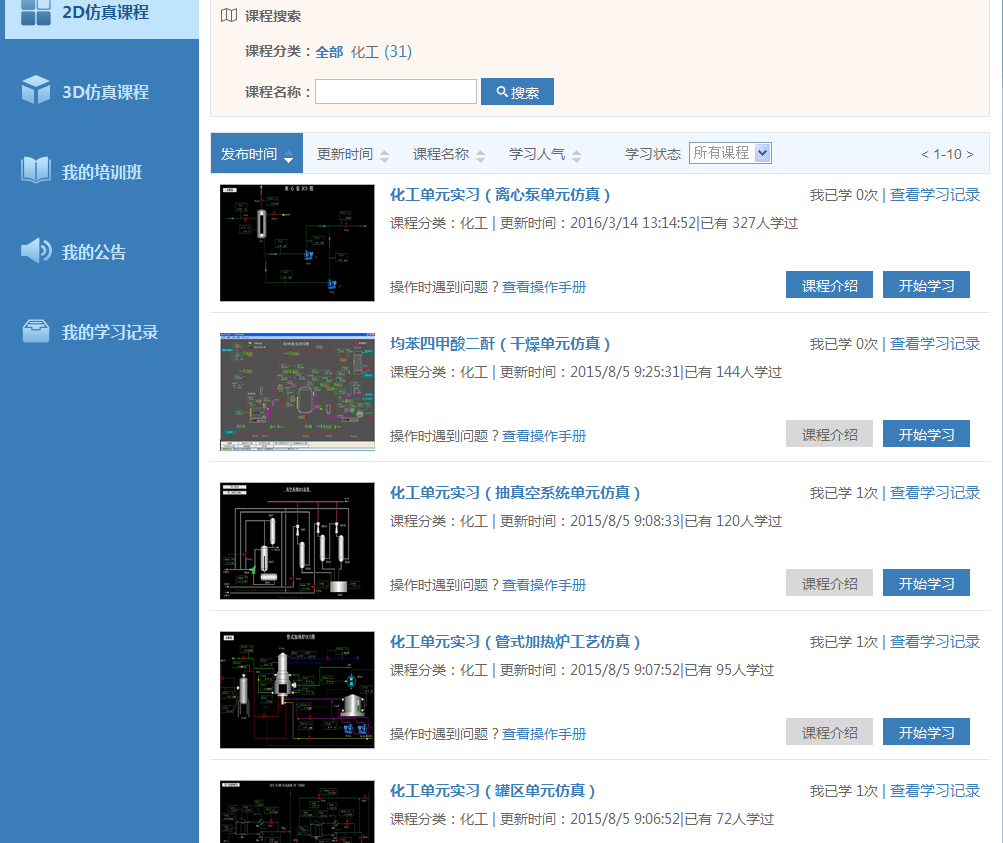 2D仿真课程
3D仿真课程
我的培训班
我的公告
我的学习记录
课程搜索
课程分类：全部 化工 (31)
课程名称：
搜索
发布时间 更新时间 课程名称 学习人气 学习状态 所有课程 < 1-10 >
离心泵DCS图
化工单元实习（离心泵单元仿真） 我已学 0次 | 查看学习记录
课程分类：化工 | 更新时间：2016/3/14 13:14:52|已有 327人学过
操作时遇到问题？查看操作手册 课程介绍 开始学习
均苯四甲酸二酐（干燥单元仿真） 我已学 0次 | 查看学习记录
课程分类：化工 | 更新时间：2015/8/5 9:25:31|已有 144人学过
操作时遇到问题？查看操作手册 课程介绍 开始学习
化工单元实习（抽真空系统单元仿真） 我已学 1次 | 查看学习记录
课程分类：化工 | 更新时间：2015/8/5 9:08:33|已有 120人学过
操作时遇到问题？查看操作手册 课程介绍 开始学习
管式加热炉DCS图
化工单元实习（管式加热炉工艺仿真） 我已学 1次 | 查看学习记录
课程分类：化工 | 更新时间：2015/8/5 9:07:52|已有 95人学过
操作时遇到问题？查看操作手册 课程介绍 开始学习
化工单元实习（罐区单元仿真） 我已学 1次 | 查看学习记录
课程分类：化工 | 更新时间：2015/8/5 9:06:52|已有 72人学过